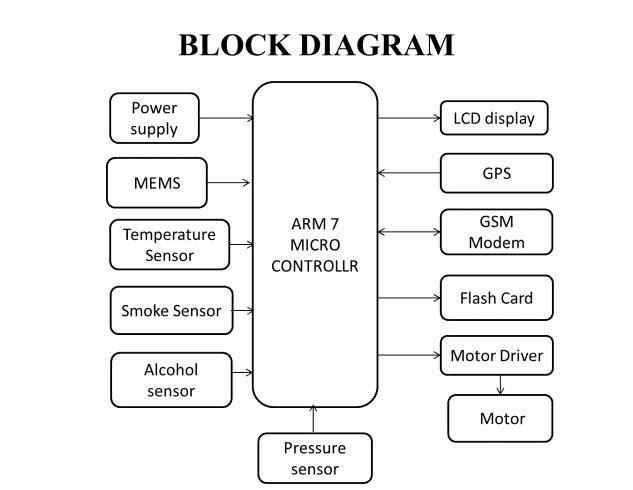 BLOCK DIAGRAM
Power
supply
MEMS
Temperature
Sensor
Smoke Sensor
Alcohol
sensor
ARM 7
MICRO
CONTROLLR
Pressure
sensor
LCD display
GPS
GSM
Modem
Flash Card
Motor Driver
Motor